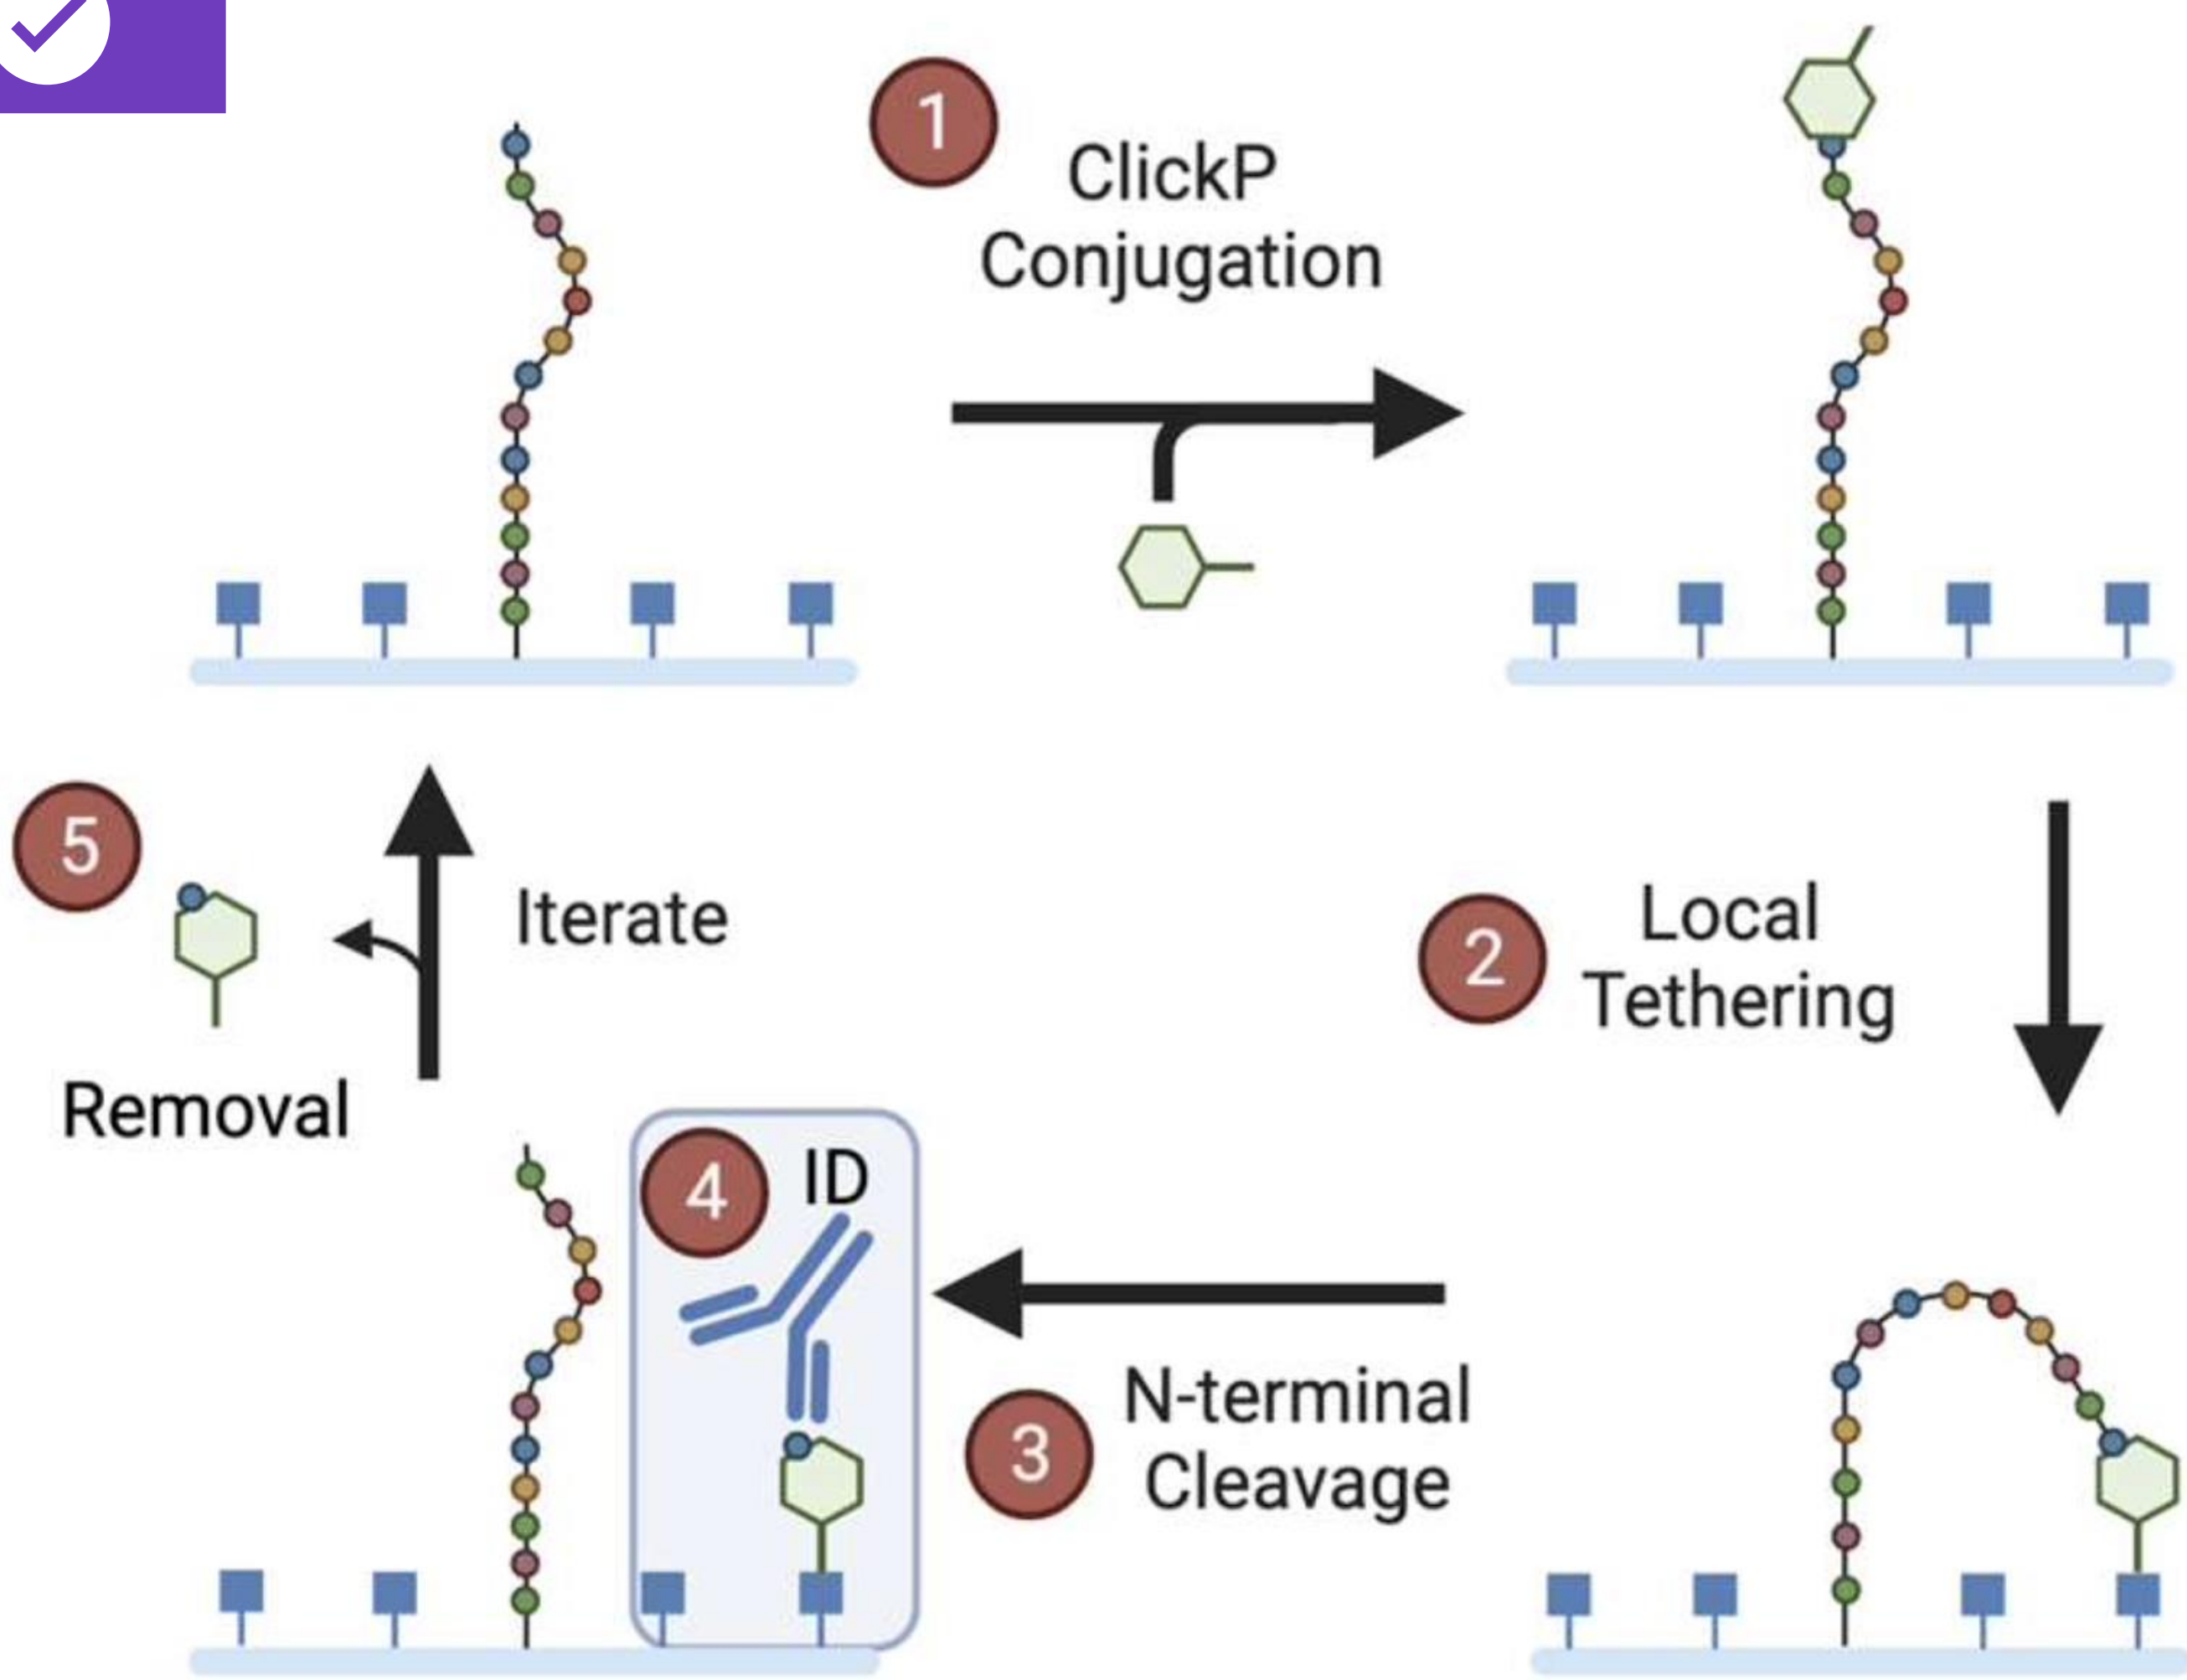 1
ClickP
Conjugation
2
Local
Tethering
3
N-terminal
Cleavage
4
ID
5
Iterate
Removal